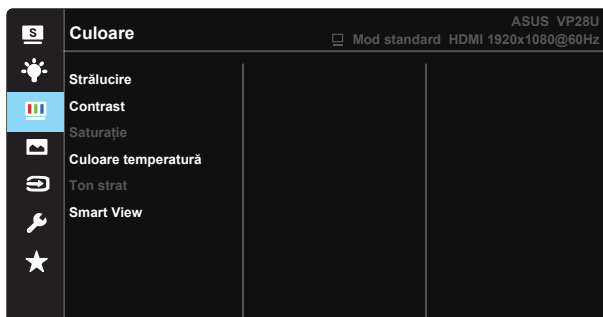 S
Culoare
ASUS VP28U
Mod standard HDMI 1920x1080@60Hz
Strălucire
Contrast
Saturație
Culoare temperatură
Ton strat
Smart View